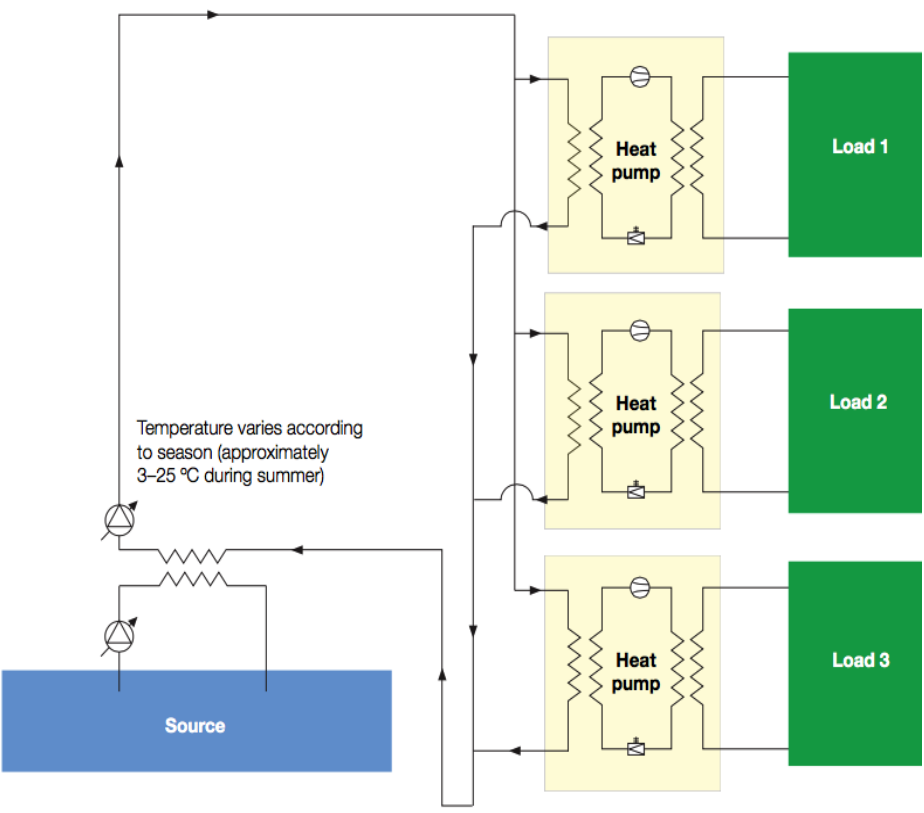 Heat
pump
Load 1
Heat
pump
Load 2
Temperature varies according
to season (approximately
3–25 ºC during summer)
Heat
pump
Load 3
Source